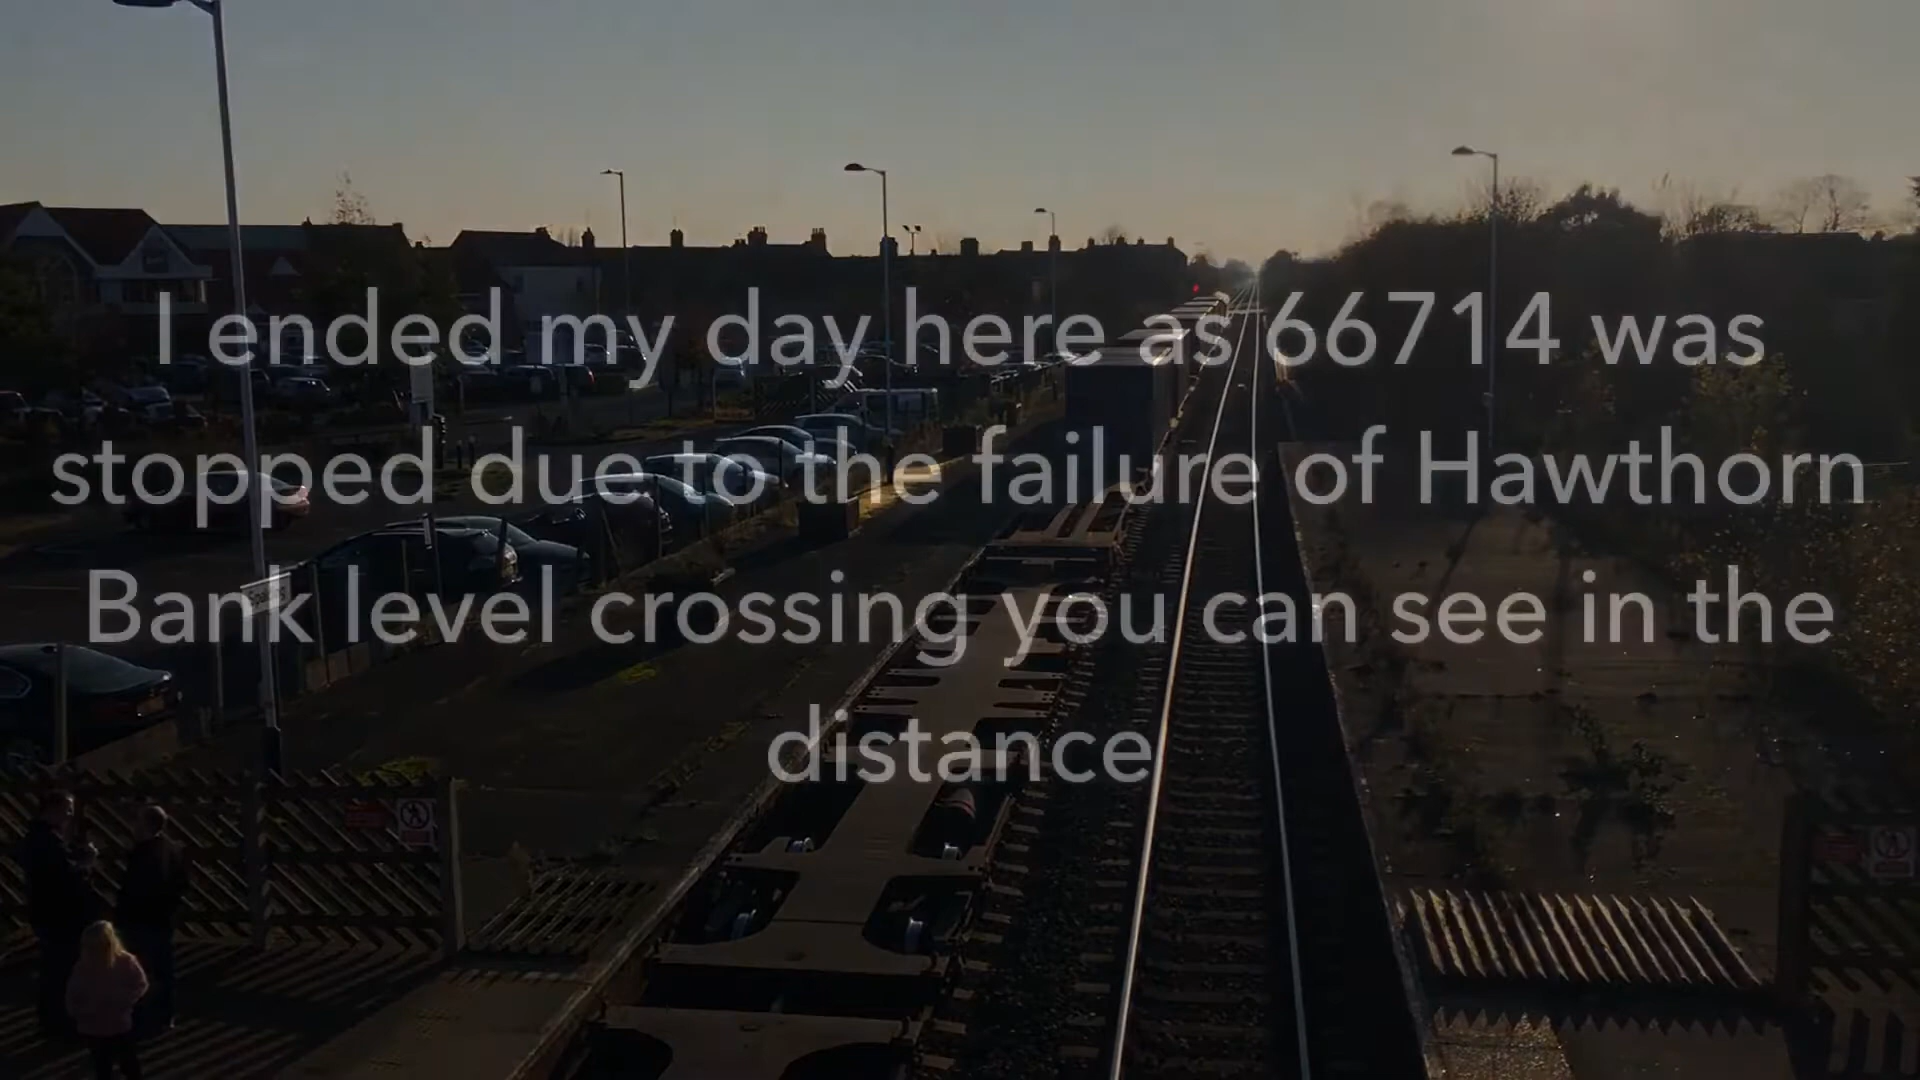 I ended my day here as 66714 was
stopped due to the failure of Hawthorn
Bank level crossing you can see in the
distance
Spalding